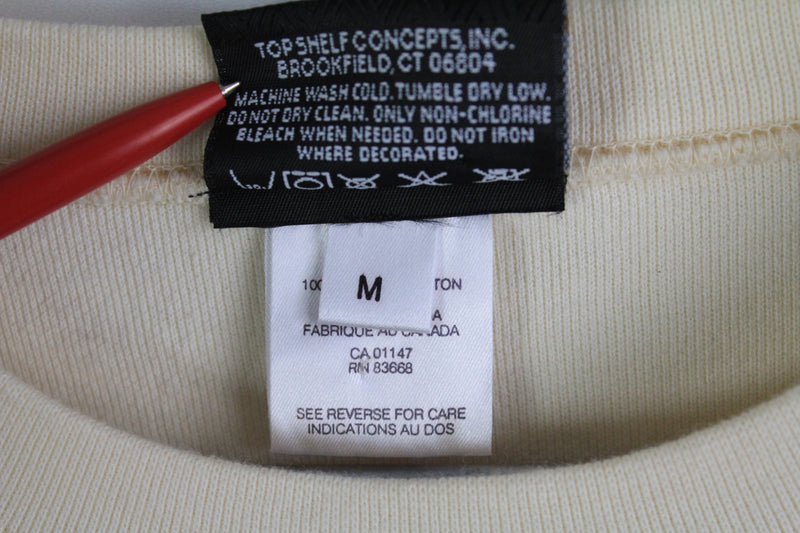 TOP SHELF CONCEPTS, INC.
BROOKFIELD, CT 06804
MACHINE WASH COLD. TUMBLE DRY LOW.
DO NOT DRY CLEAN. ONLY NON-CHLORINE
BLEACH WHEN NEEDED. DO NOT IRON
WHERE DECORATED.
M
FABRIQUE AU CANADA
CA 01147
RN 83668
SEE REVERSE FOR CARE
INDICATIONS AU DOS